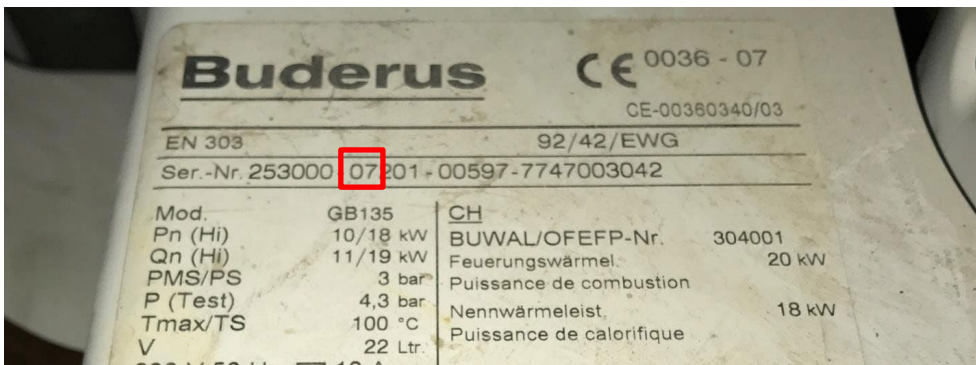 Buderus
CE 0036 - 07
CE-00360340/03
EN 303 92/42/EWG
Ser.-Nr. 253000-07201-00597-7747003042
Mod. GB135
Pn (Hi) 10/18 kW
Qn (Hi) 11/19 kW
PMS/PS 3 bar
P (Test) 4,3 bar
Tmax/TS 100 °C
V 22 Ltr.
CH
BUWAL/OFEFP-Nr. 304001
Feuerungswärmel. 20 kW
Puissance de combustion
Nennwärmeleist. 18 kW
Puissance de calorifique